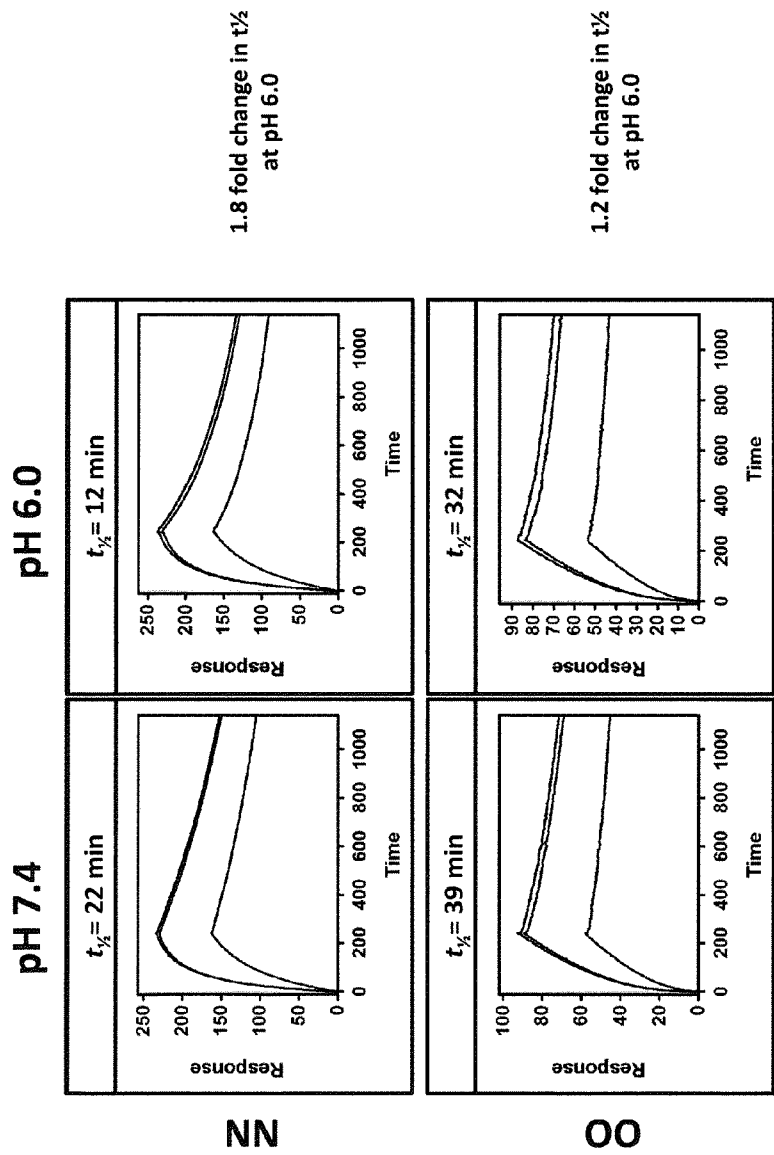 pH 7.4
pH 6.0
NN
t½= 22 min
Response
250
200
150
100
50
0
0 200 400 600 800 1000
Time
t½= 12 min
Response
250
200
150
100
50
0
0 200 400 600 800 1000
Time
1.8 fold change in t½
at pH 6.0
OO
t½= 39 min
Response
100
80
60
40
20
0
0 200 400 600 800 1000
Time
t½= 32 min
Response
90
80
70
60
50
40
30
20
10
0
0 200 400 600 800 1000
Time
1.2 fold change in t½
at pH 6.0